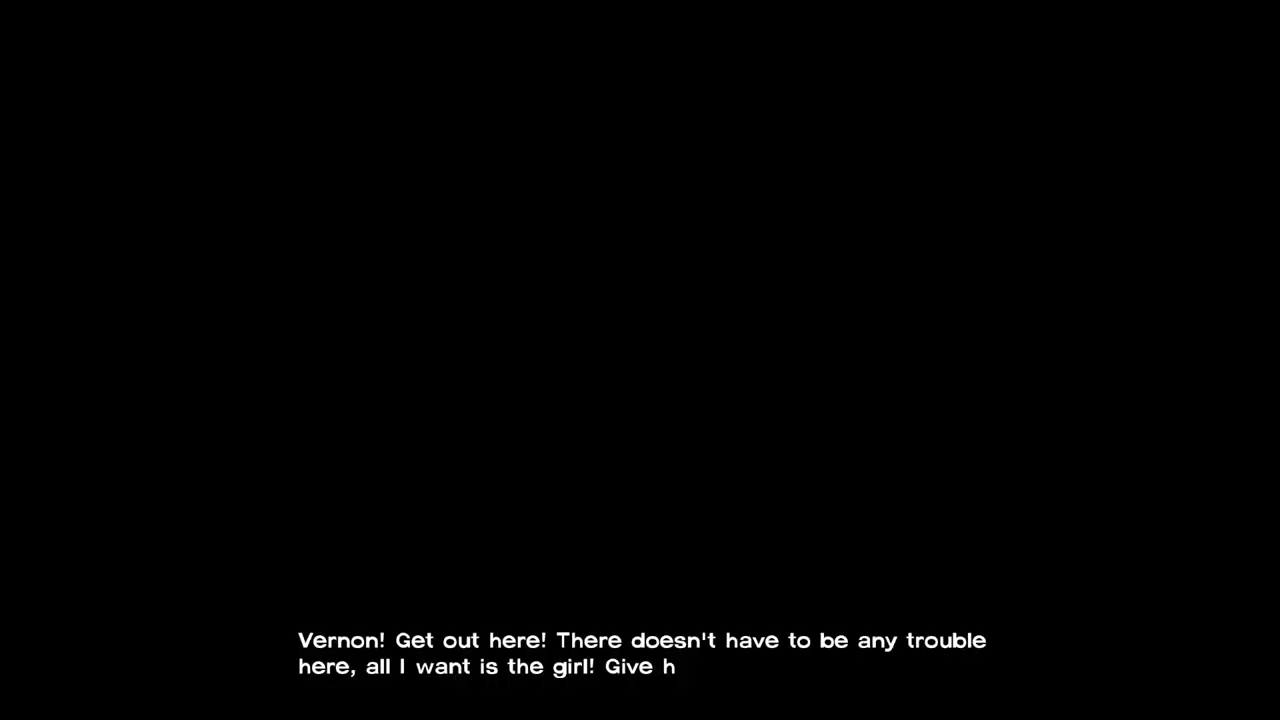 Vernon! Get out here! There doesn't have to be any trouble
here, all I want is the girl! Give h